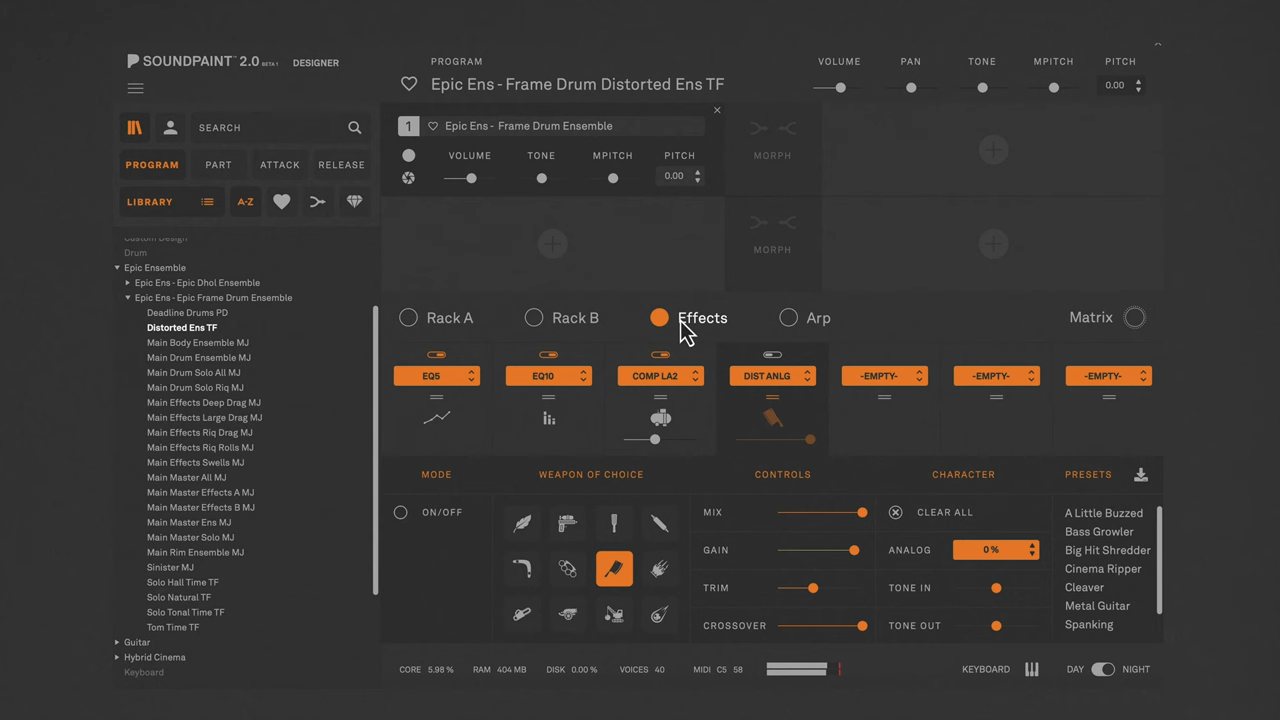 SOUNDPAINT™ 2.0 BETA 1 DESIGNER
PROGRAM
Epic Ens - Frame Drum Distorted Ens TF
VOLUME PAN TONE MPITCH PITCH
0.00
SEARCH
PROGRAM PART ATTACK RELEASE
LIBRARY A-Z
Custom Design
Drum
Epic Ensemble
Epic Ens - Epic Dhol Ensemble
Epic Ens - Epic Frame Drum Ensemble
Deadline Drums PD
Distorted Ens TF
Main Body Ensemble MJ
Main Drum Ensemble MJ
Main Drum Solo All MJ
Main Drum Solo Riq MJ
Main Effects Deep Drag MJ
Main Effects Large Drag MJ
Main Effects Riq Drag MJ
Main Effects Riq Rolls MJ
Main Effects Swells MJ
Main Master All MJ
Main Master Effects A MJ
Main Master Effects B MJ
Main Master Ens MJ
Main Master Solo MJ
Main Rim Ensemble MJ
Sinister MJ
Solo Hall Time TF
Solo Natural TF
Solo Tonal Time TF
Tom Time TF
Guitar
Hybrid Cinema
Keyboard
1 Epic Ens - Frame Drum Ensemble
VOLUME TONE MPITCH PITCH
0.00
MORPH
MORPH
Rack A Rack B Effects Arp Matrix
EQ5 EQ10 COMP LA2 DIST ANLG -EMPTY- -EMPTY- -EMPTY-
MODE WEAPON OF CHOICE CONTROLS CHARACTER PRESETS
ON/OFF
MIX
GAIN
TRIM
CROSSOVER
CLEAR ALL
ANALOG 0 %
TONE IN
TONE OUT
A Little Buzzed
Bass Growler
Big Hit Shredder
Cinema Ripper
Cleaver
Metal Guitar
Spanking
CORE 5.98 % RAM 404 MB DISK 0.00 % VOICES 40 MIDI C5 58 KEYBOARD DAY NIGHT